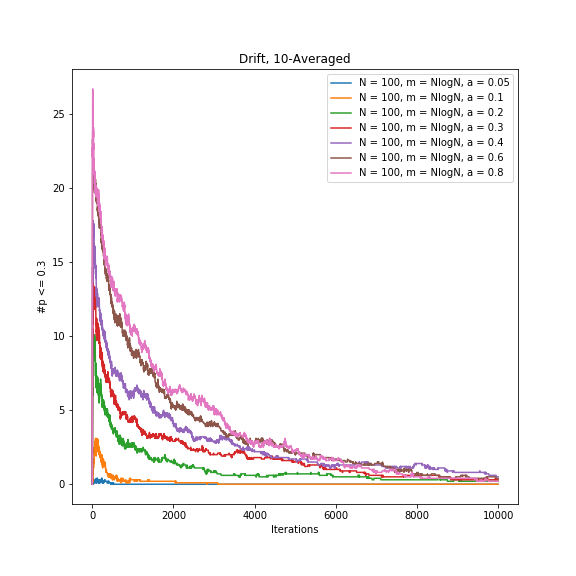 Drift, 10-Averaged
N = 100, m = NlogN, a = 0.05
N = 100, m = NlogN, a = 0.1
N = 100, m = NlogN, a = 0.2
N = 100, m = NlogN, a = 0.3
N = 100, m = NlogN, a = 0.4
N = 100, m = NlogN, a = 0.6
N = 100, m = NlogN, a = 0.8
25
20
15
10
5
0
#p <= 0.3
0 2000 4000 6000 8000 10000
Iterations